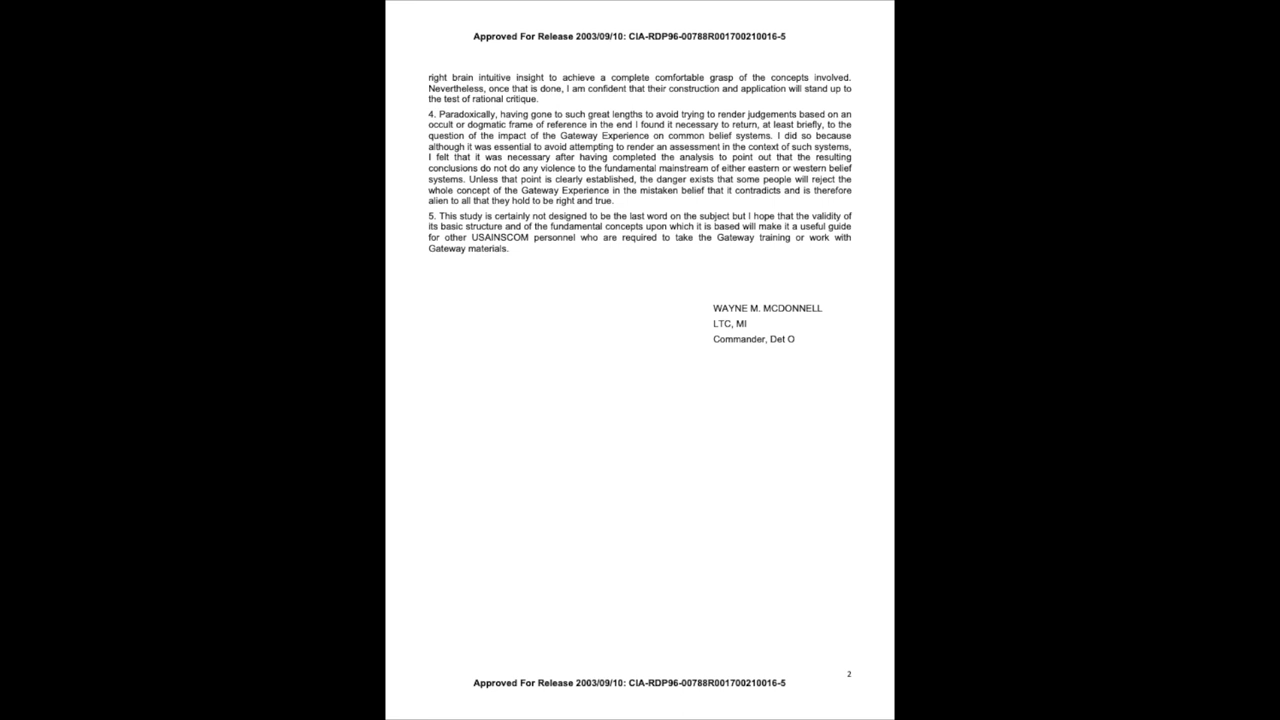 Approved For Release 2003/09/10: CIA-RDP96-00788R001700210016-5
right brain intuitive insight to achieve a complete comfortable grasp of the concepts involved.
Nevertheless, once that is done, I am confident that their construction and application will stand up to
the test of rational critique.
4. Paradoxically, having gone to such great lengths to avoid trying to render judgements based on an
occult or dogmatic frame of reference in the end I found it necessary to return, at least briefly, to the
question of the impact of the Gateway Experience on common belief systems. I did so because
although it was essential to avoid attempting to render an assessment in the context of such systems,
I felt that it was necessary after having completed the analysis to point out that the resulting
conclusions do not do any violence to the fundamental mainstream of either eastern or western belief
systems. Unless that point is clearly established, the danger exists that some people will reject the
whole concept of the Gateway Experience in the mistaken belief that it contradicts and is therefore
alien to all that they hold to be right and true.
5. This study is certainly not designed to be the last word on the subject but I hope that the validity of
its basic structure and of the fundamental concepts upon which it is based will make it a useful guide
for other USAINSCOM personnel who are required to take the Gateway training or work with
Gateway materials.
WAYNE M. MCDONNELL
LTC, MI
Commander, Det O
2
Approved For Release 2003/09/10: CIA-RDP96-00788R001700210016-5